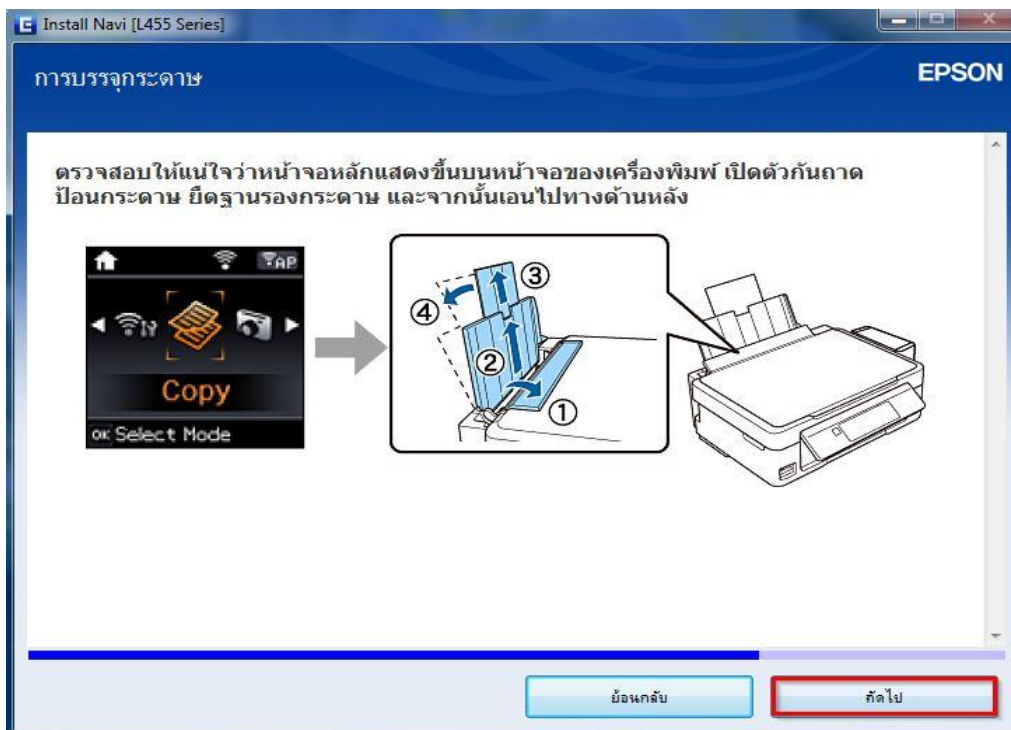 Install Navi [L455 Series]
การบรรจุกระดาษ
EPSON
ตรวจสอบให้แน่ใจว่าหน้าจอหลักแสดงขึ้นบนหน้าจอของเครื่องพิมพ์ เปิดตัวกันถาด
ป้อนกระดาษ ยืดฐานรองกระดาษ และจากนั้นเอนไปทางด้านหลัง
AP
Copy
OK Select Mode
④
③
②
①
ย้อนกลับ
ถัดไป